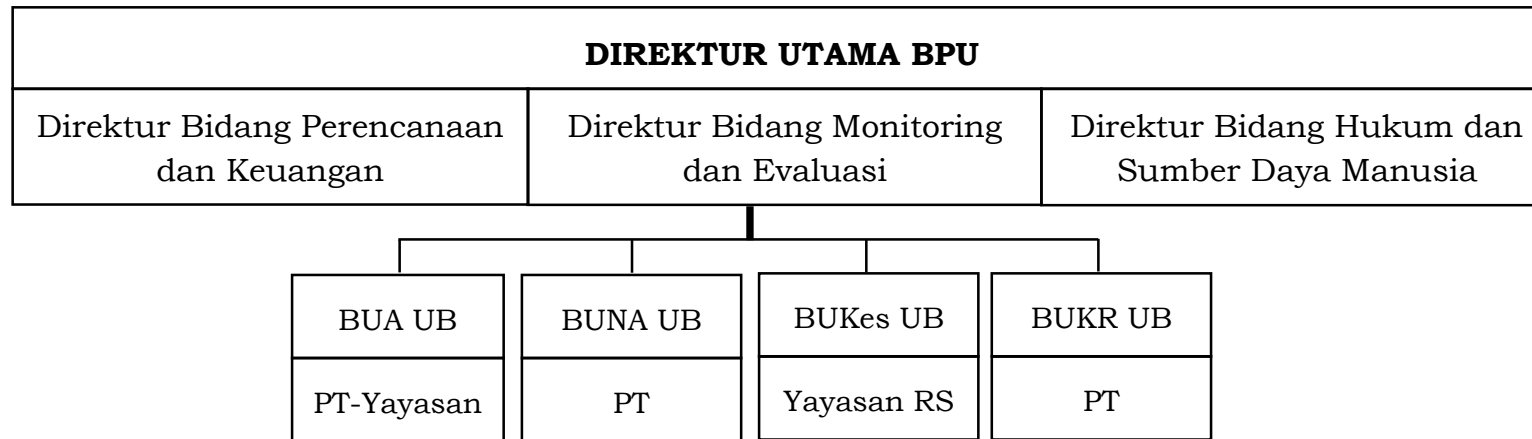 DIREKTUR UTAMA BPU
Direktur Bidang Perencanaan
dan Keuangan
Direktur Bidang Monitoring
dan Evaluasi
Direktur Bidang Hukum dan
Sumber Daya Manusia
BUA UB
BUNA UB
BUKes UB
BUKR UB
PT-Yayasan
PT
Yayasan RS
PT